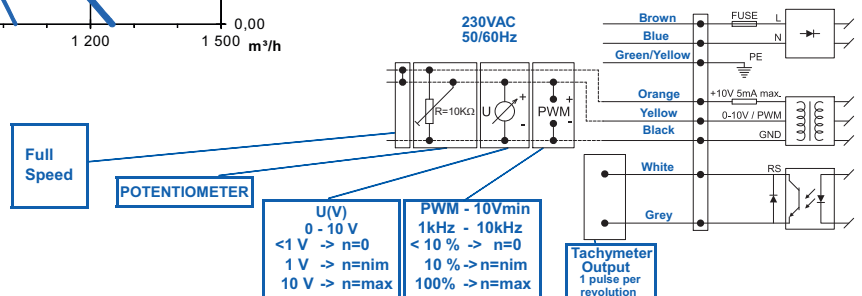 0,00
1 200
1 500 m³/h
230VAC
50/60Hz
Brown
FUSE
L
Blue
N
Green/Yellow
PE
Orange
+10V 5mA max.
Yellow
0-10V / PWM
Black
GND
White
RS
Grey
R=10KΩ
U
+
-
PWM
+
-
Full
Speed
POTENTIOMETER
U(V)
0 - 10 V
<1 V -> n=0
1 V -> n=nim
10 V -> n=max
PWM - 10Vmin
1kHz - 10kHz
< 10 % -> n=0
10 % -> n=nim
100% -> n=max
Tachymeter
Output
1 pulse per
revolution